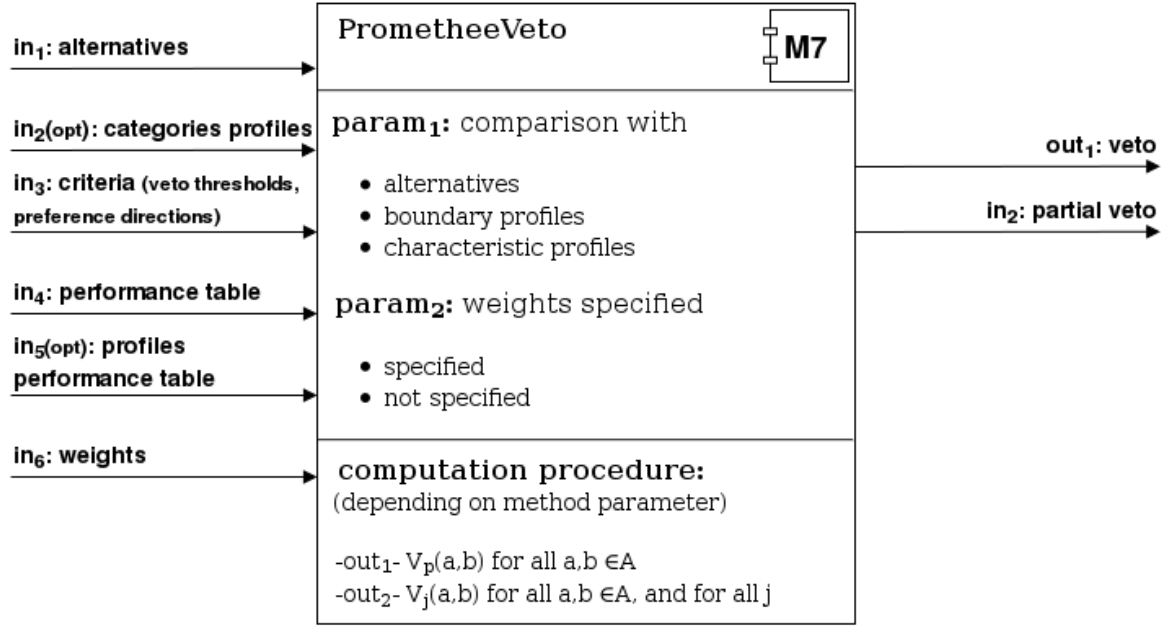 PrometheeVeto
M7
in1: alternatives
in2(opt): categories profiles
in3: criteria (veto thresholds,
preference directions)
in4: performance table
in5(opt): profiles
performance table
in6: weights
param1: comparison with
• alternatives
• boundary profiles
• characteristic profiles
param2: weights specified
• specified
• not specified
computation procedure:
(depending on method parameter)
-out1- Vp(a,b) for all a,b ∈A
-out2- Vj(a,b) for all a,b ∈A, and for all j
out1: veto
in2: partial veto